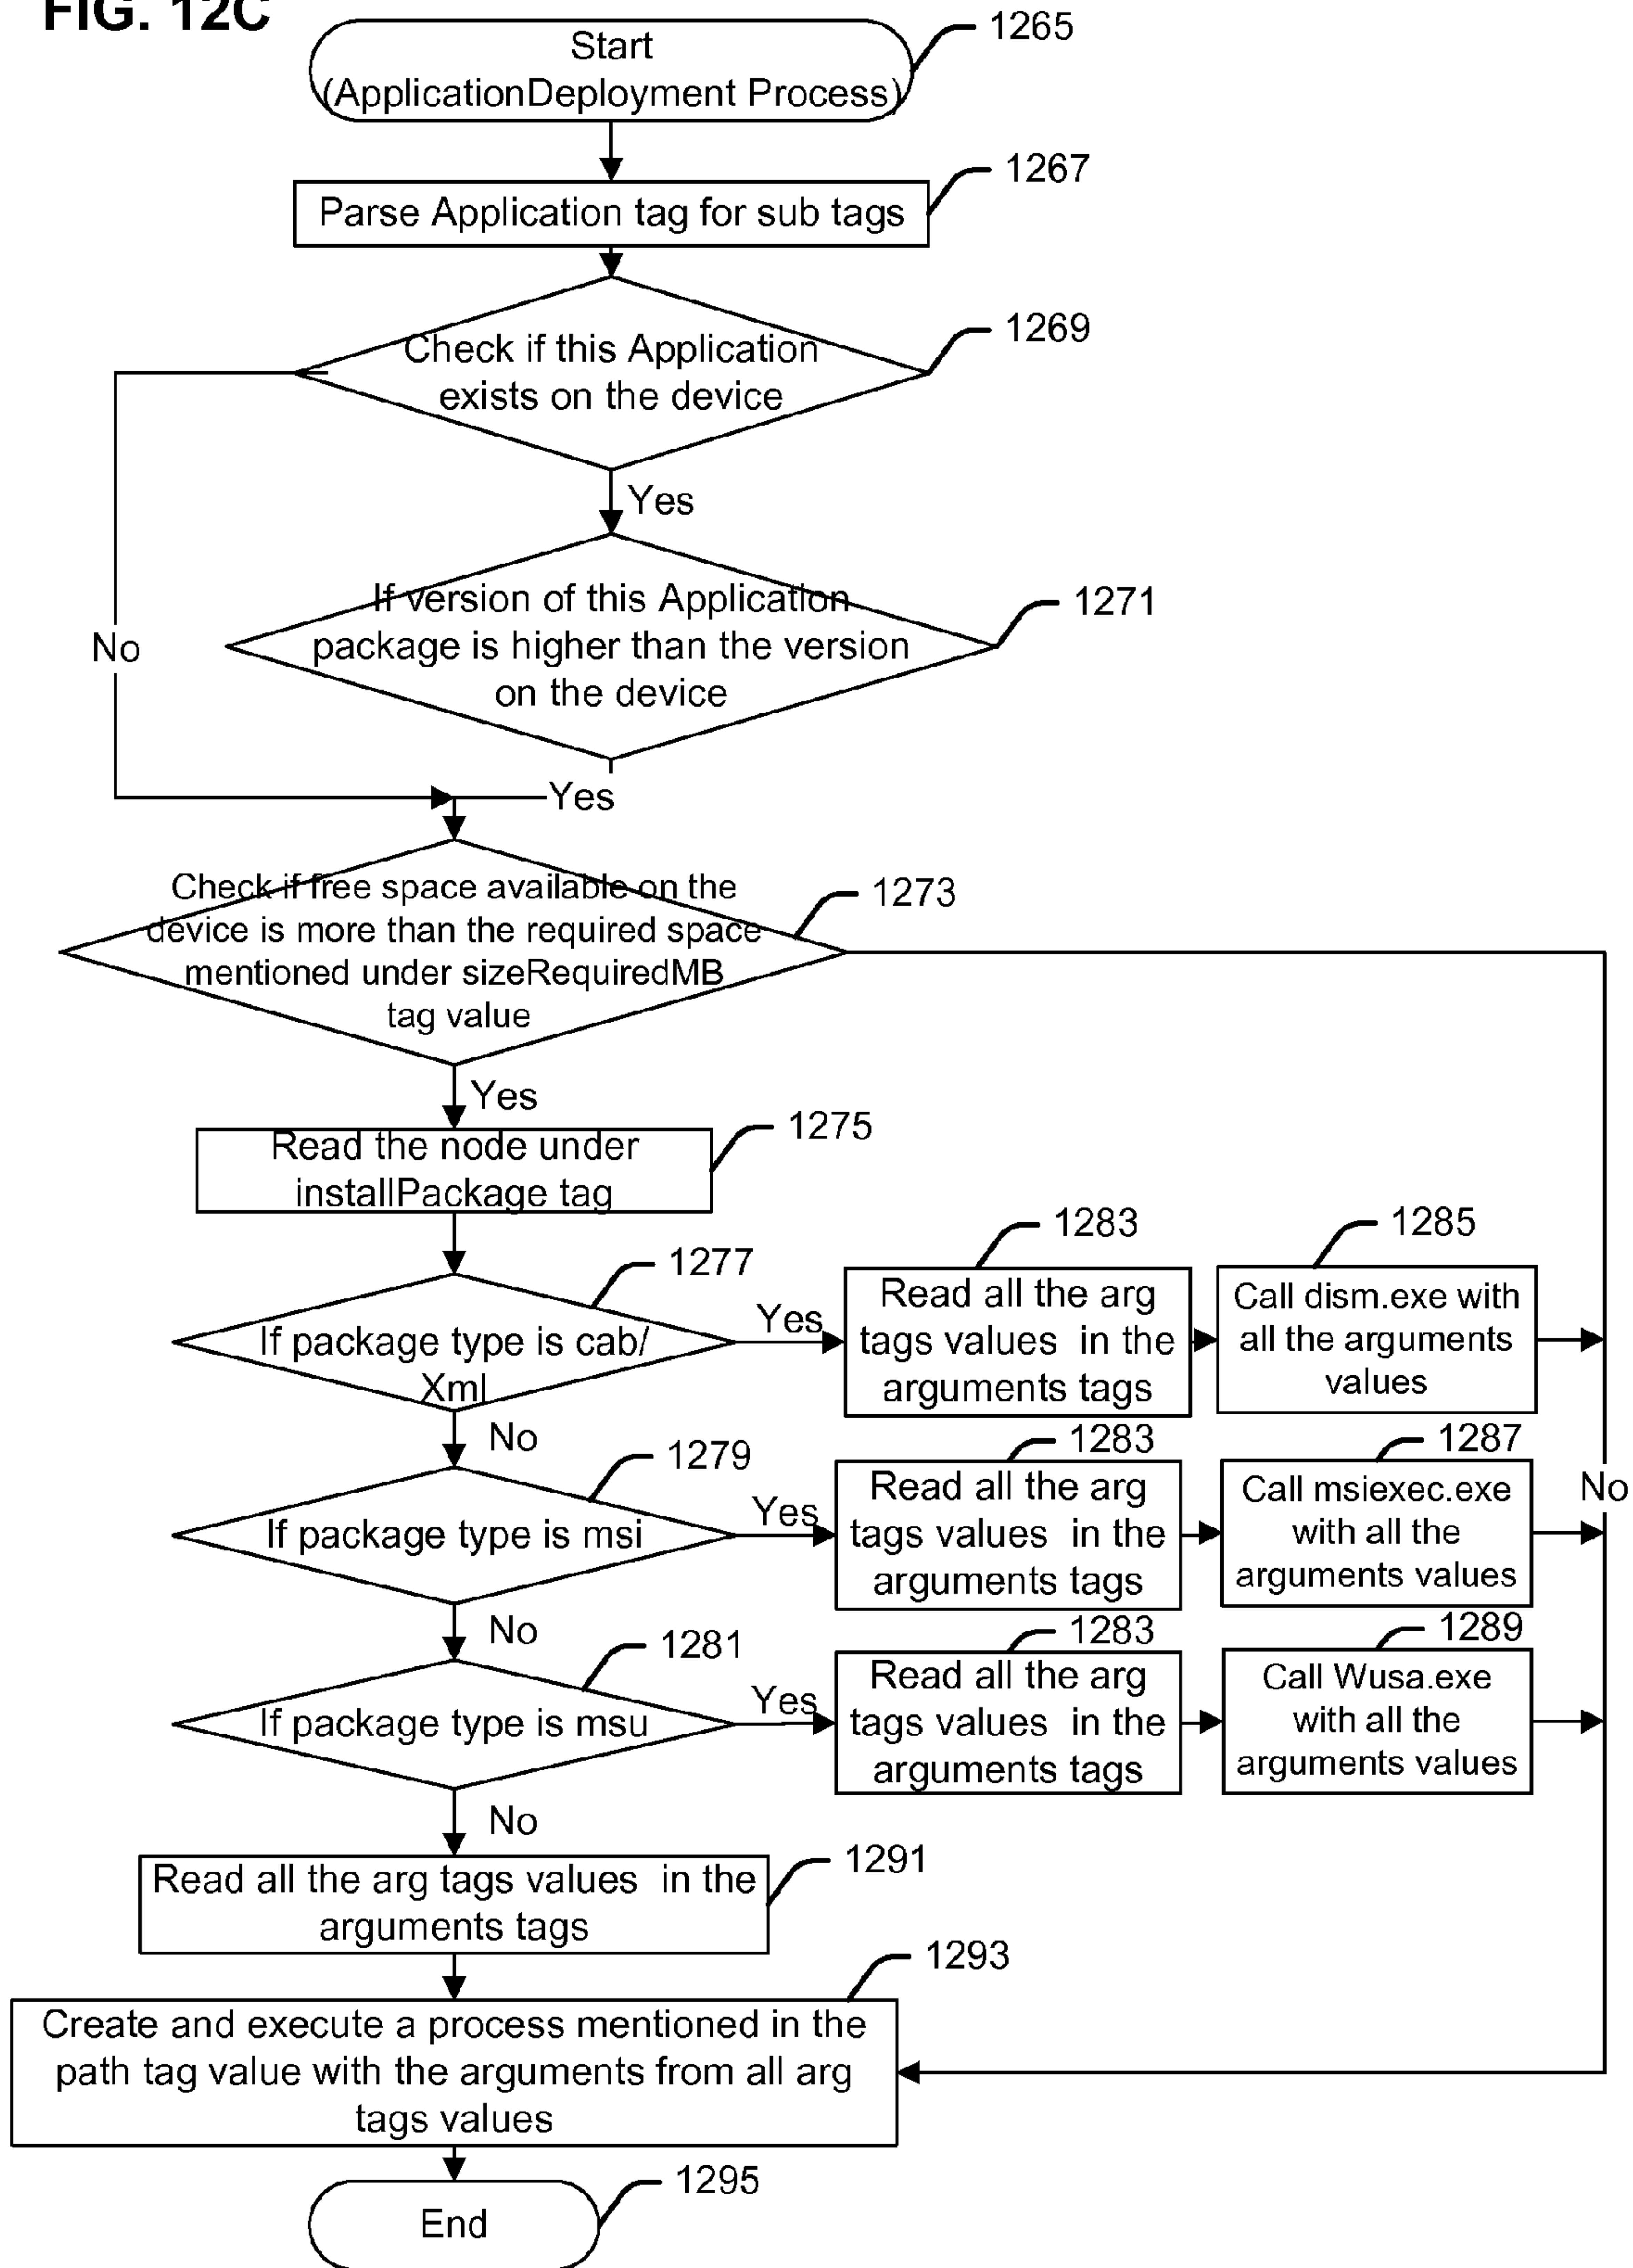 FIG. 12C
Start
(ApplicationDeployment Process)
1265
Parse Application tag for sub tags
1267
Check if this Application
exists on the device
1269
Yes
If version of this Application
package is higher than the version
on the device
1271
No
Yes
Check if free space available on the
device is more than the required space
mentioned under sizeRequiredMB
tag value
1273
Yes
Read the node under
installPackage tag
1275
If package type is cab/
Xml
1277
Yes
Read all the arg
tags values in the
arguments tags
1283
Call dism.exe with
all the arguments
values
1285
No
If package type is msi
1279
Yes
Read all the arg
tags values in the
arguments tags
1283
Call msiexec.exe
with all the
arguments values
1287
No
No
If package type is msu
1281
Yes
Read all the arg
tags values in the
arguments tags
1283
Call Wusa.exe
with all the
arguments values
1289
No
Read all the arg tags values in the
arguments tags
1291
Create and execute a process mentioned in the
path tag value with the arguments from all arg
tags values
1293
End
1295